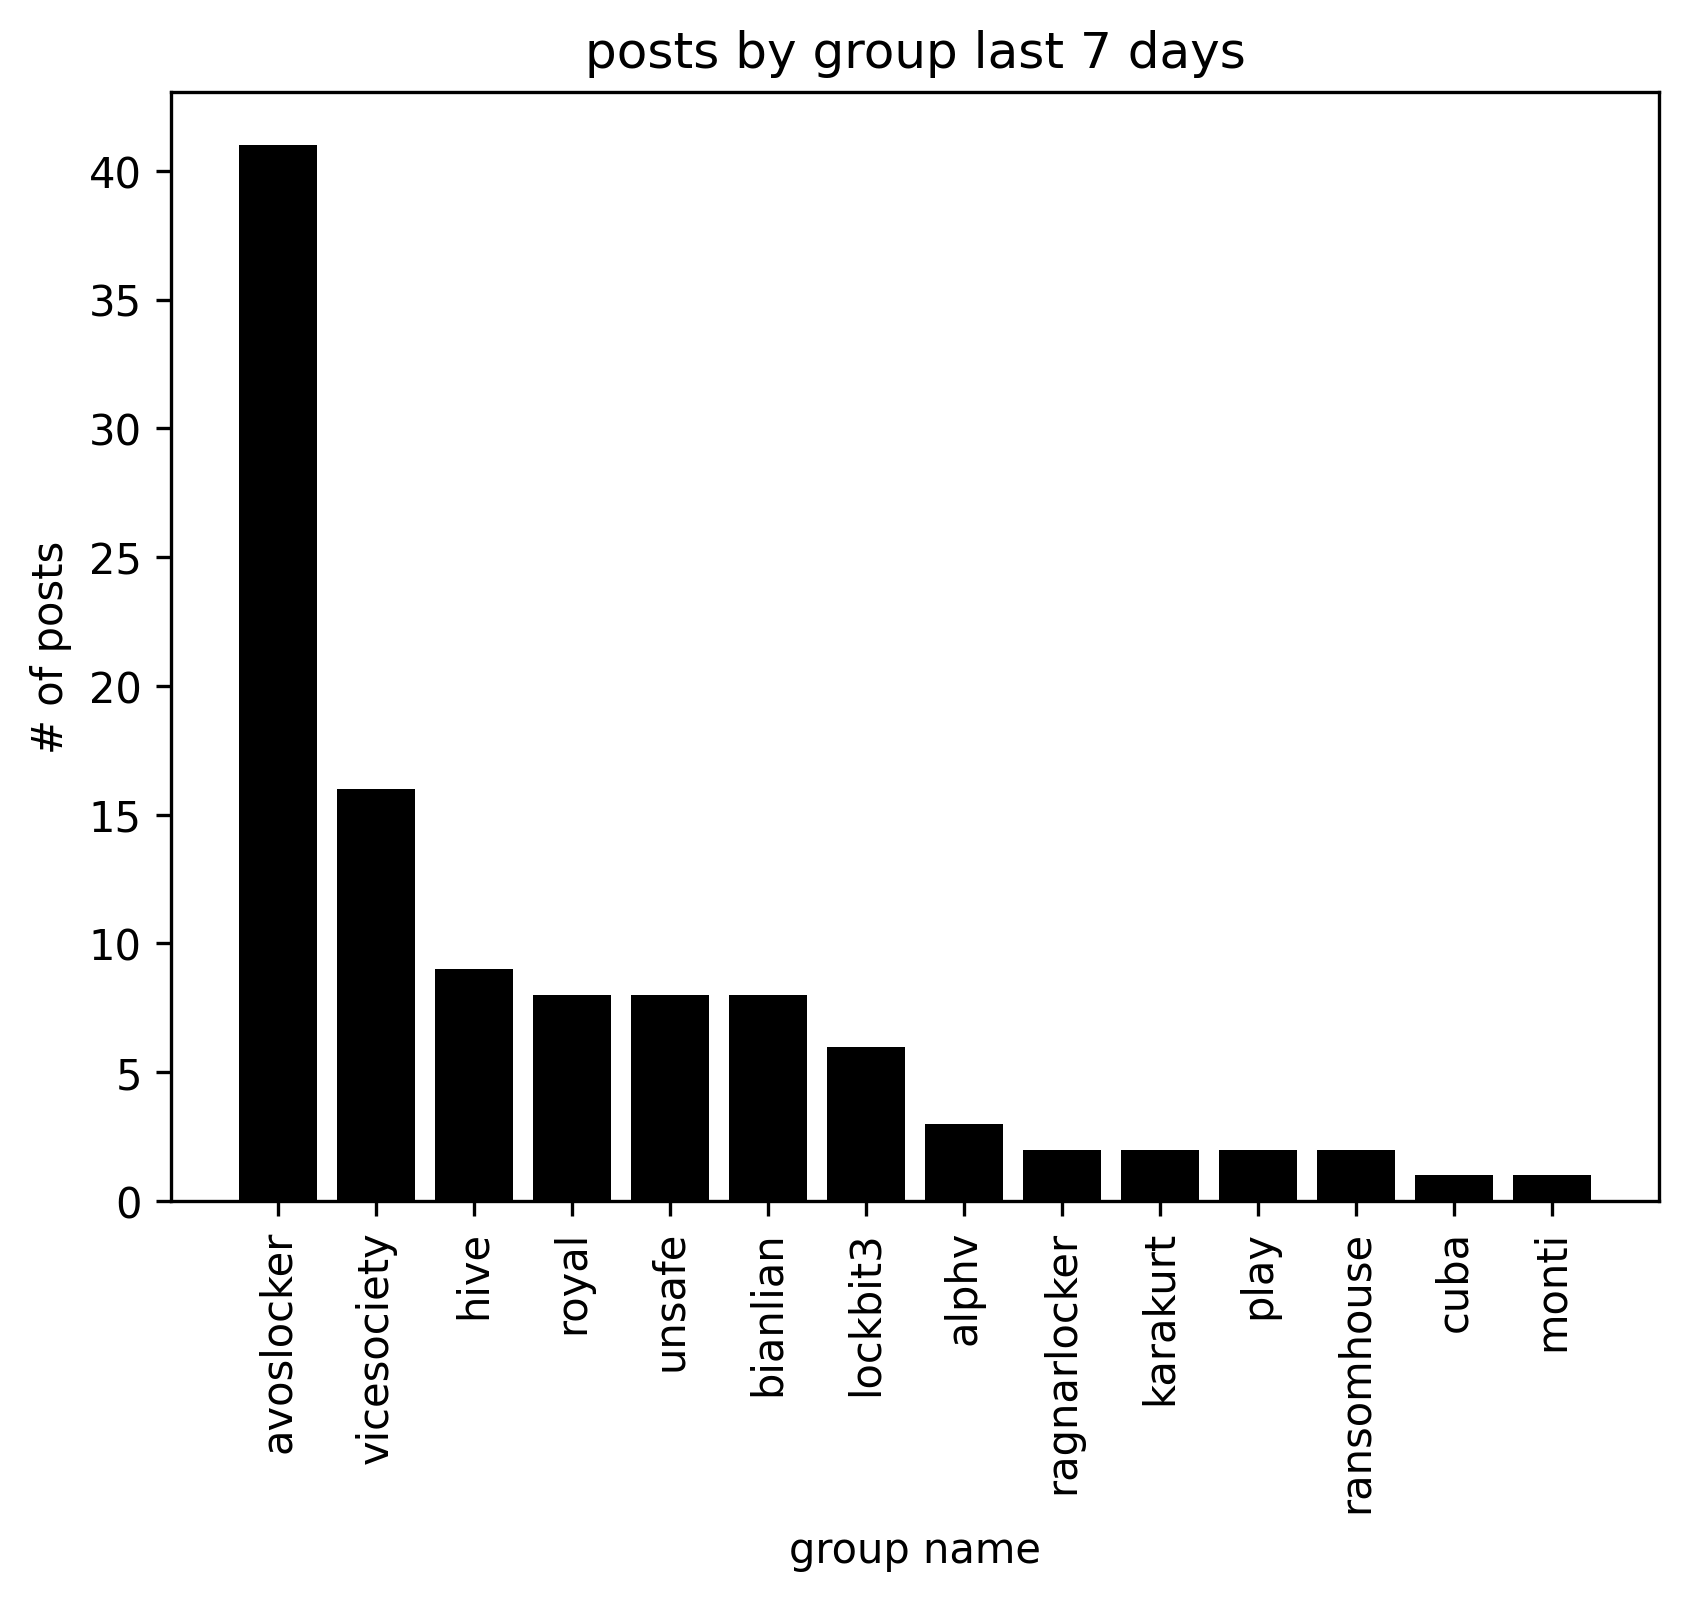 posts by group last 7 days
# of posts
40
35
30
25
20
15
10
5
0
avoslocker
vicesociety
hive
royal
unsafe
bianlian
lockbit3
alphv
ragnarlocker
karakurt
play
ransomhouse
cuba
monti
group name